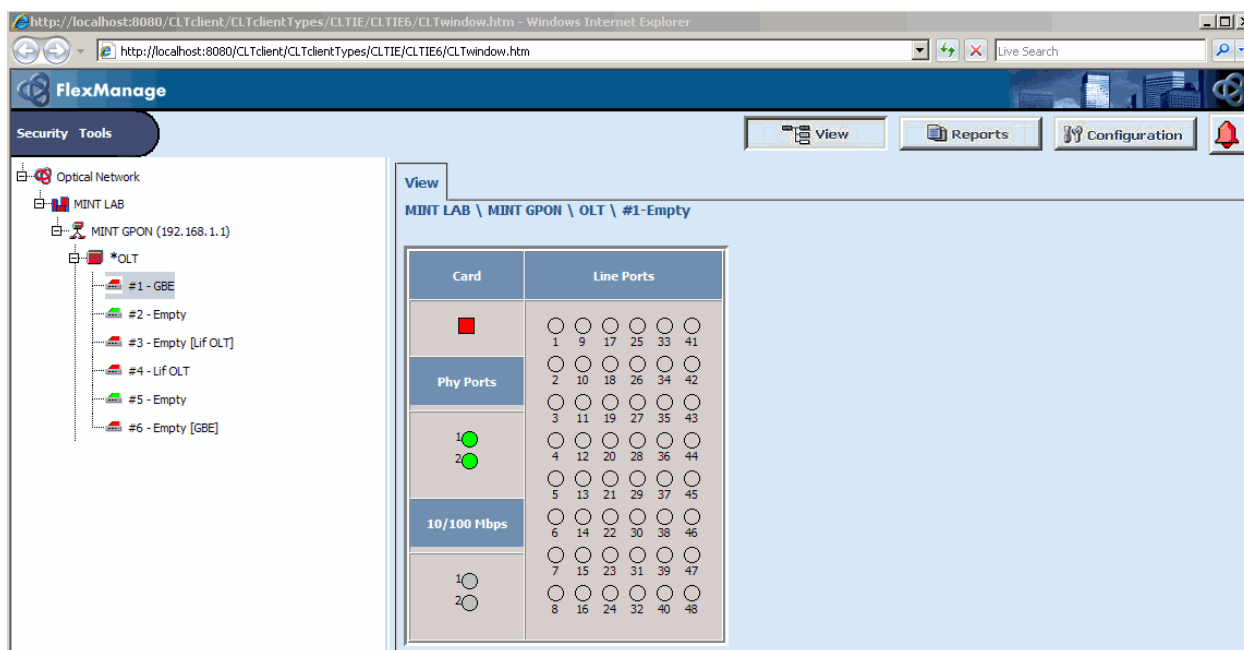 http://localhost:8080/CLTclient/CLTclientTypes/CLTIE/CLTIE6/CLTwindow.htm - Windows Internet Explorer
http://localhost:8080/CLTclient/CLTclientTypes/CLTIE/CLTIE6/CLTwindow.htm
Live Search
FlexManage
Security Tools
View
Reports
Configuration
Optical Network
MINT LAB
MINT GPON (192.168.1.1)
*OLT
#1 - GBE
#2 - Empty
#3 - Empty [Lif OLT]
#4 - Lif OLT
#5 - Empty
#6 - Empty [GBE]
View
MINT LAB \ MINT GPON \ OLT \ #1-Empty
Card
Line Ports
1 9 17 25 33 41
Phy Ports
2 10 18 26 34 42
3 11 19 27 35 43
1
4 12 20 28 36 44
2
5 13 21 29 37 45
10/100 Mbps
6 14 22 30 38 46
7 15 23 31 39 47
1
2
8 16 24 32 40 48